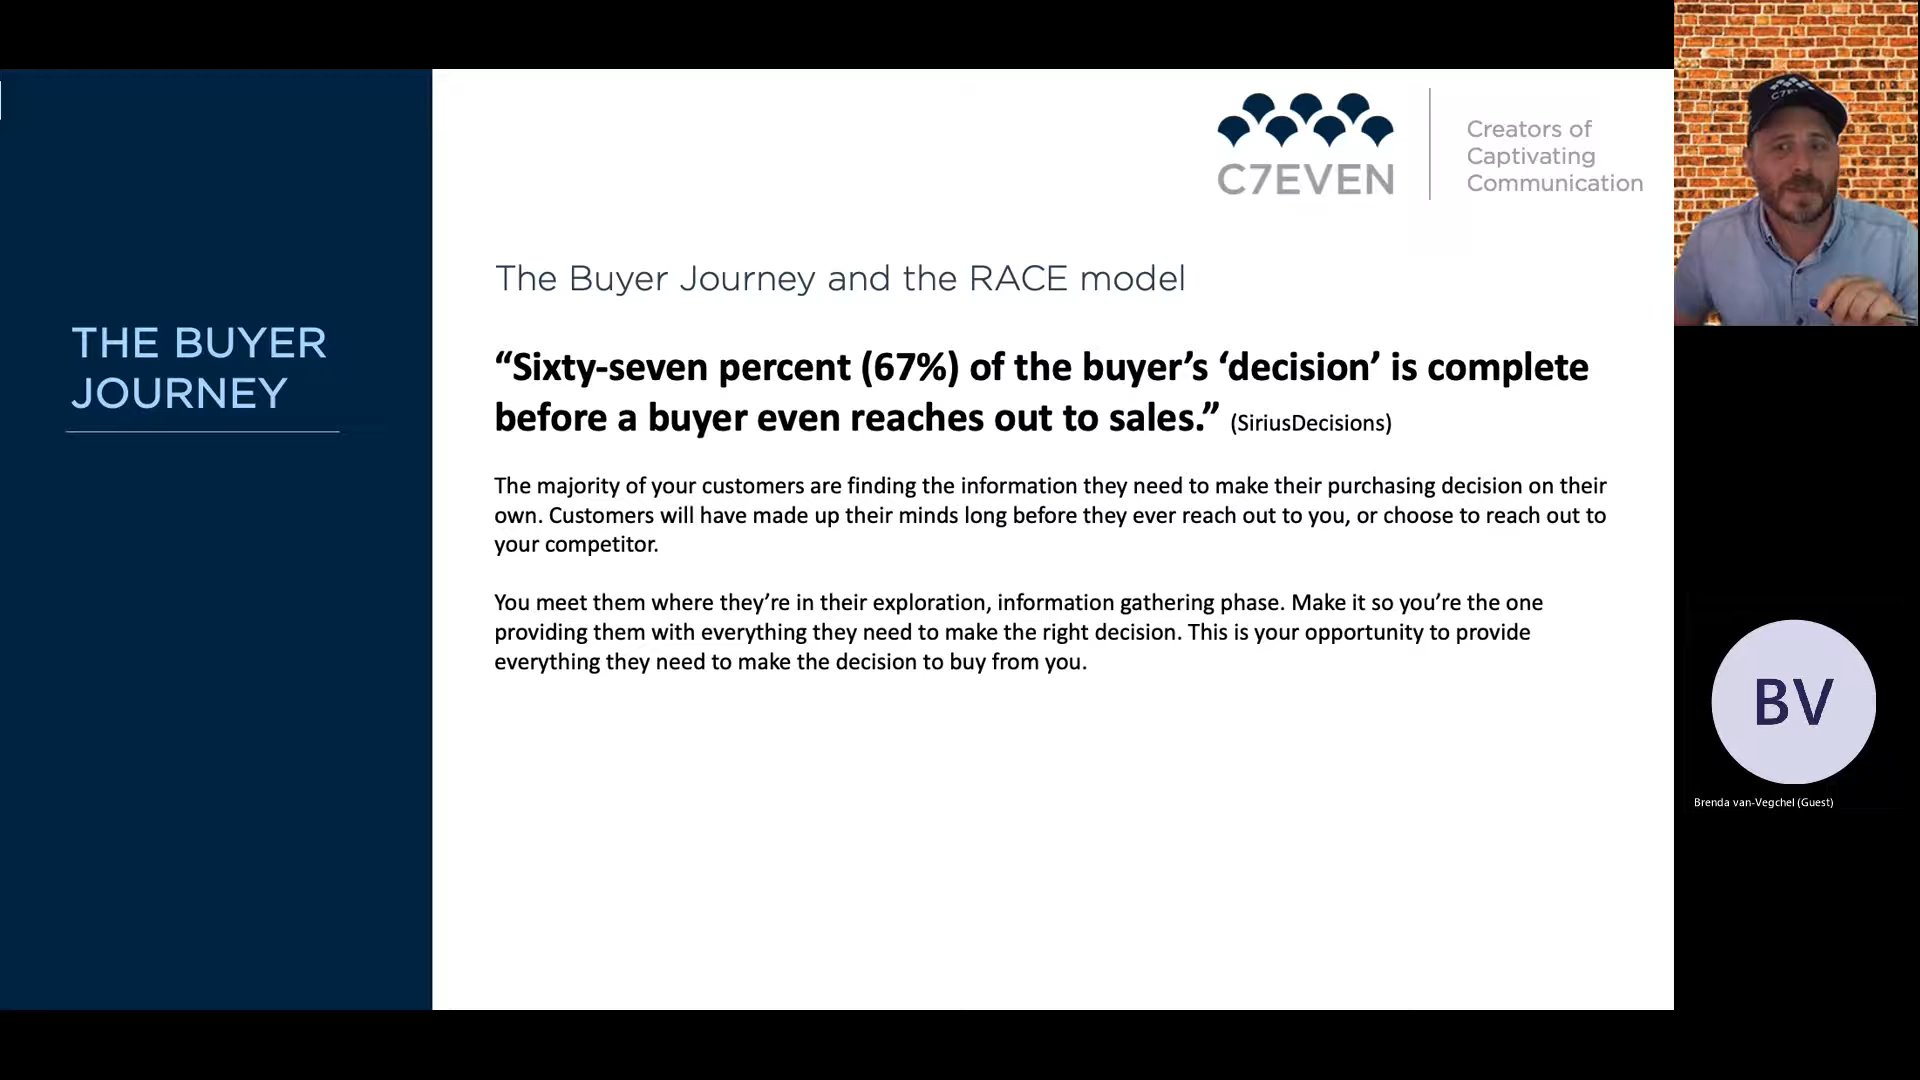 THE BUYER
JOURNEY
C7EVEN
Creators of
Captivating
Communication
The Buyer Journey and the RACE model
“Sixty-seven percent (67%) of the buyer’s ‘decision’ is complete
before a buyer even reaches out to sales.” (SiriusDecisions)
The majority of your customers are finding the information they need to make their purchasing decision on their
own. Customers will have made up their minds long before they ever reach out to you, or choose to reach out to
your competitor.
You meet them where they’re in their exploration, information gathering phase. Make it so you’re the one
providing them with everything they need to make the right decision. This is your opportunity to provide
everything they need to make the decision to buy from you.
C7EVEN
BV
Brenda van-Vegchel (Guest)